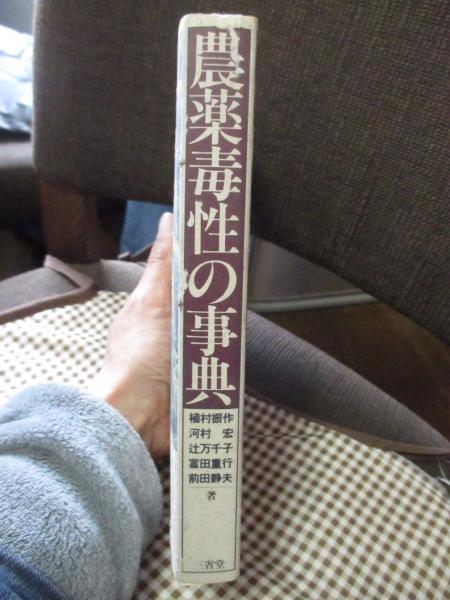 農薬毒性の事典
植村振作
河村 宏
辻万千子
冨田重行
前田静夫
著
三省堂